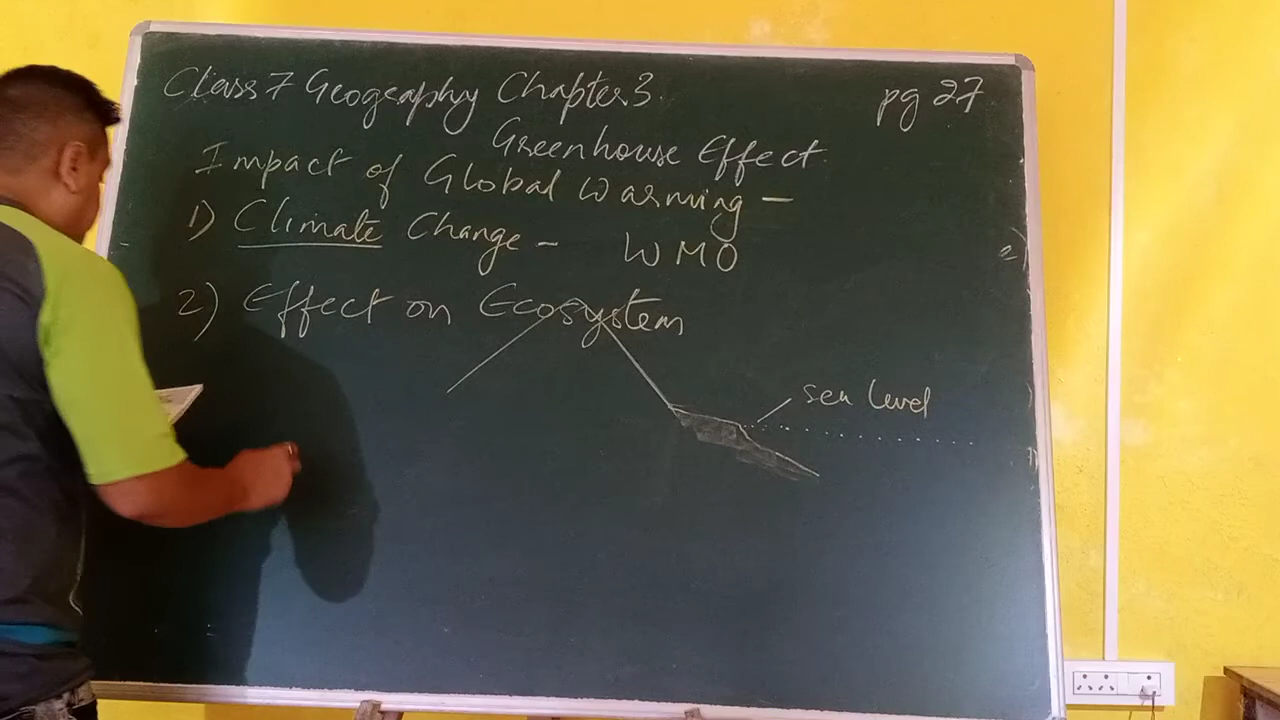 Class 7 Geography Chapter 3. pg 27
Greenhouse Effect.
Impact of Global Warming –
1) Climate Change – WMO
2)
2) Effect on Ecosystem
sea level